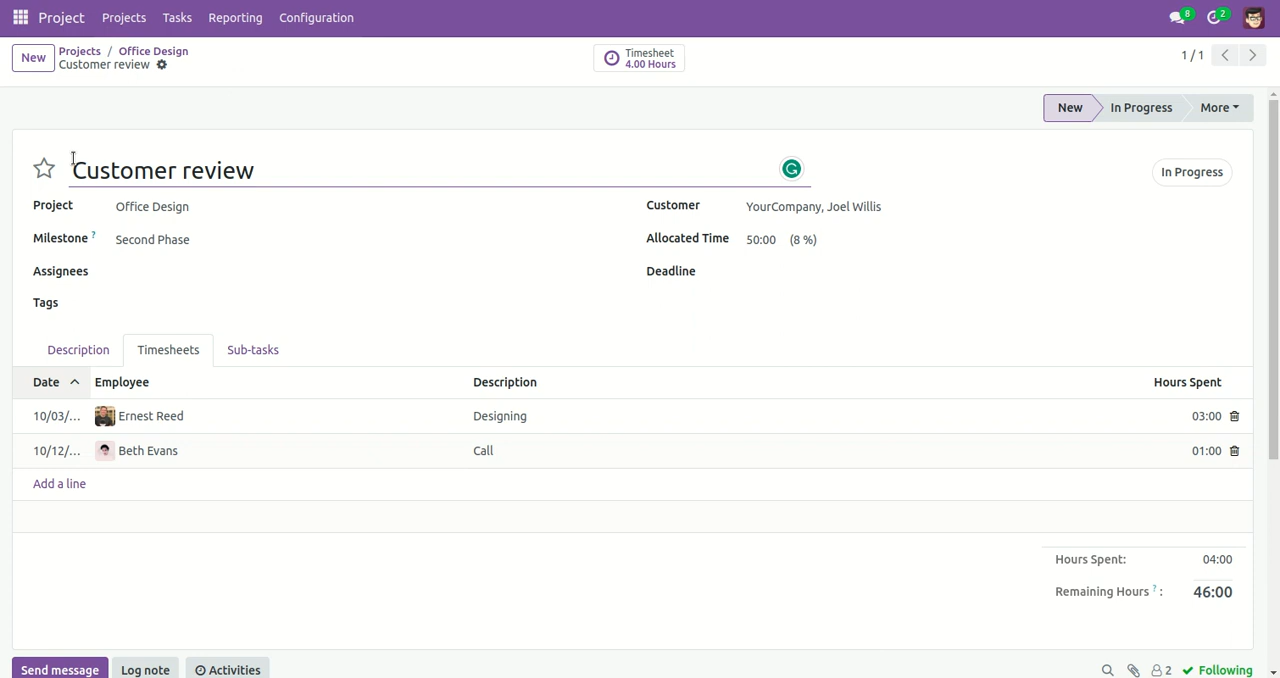 Project Projects Tasks Reporting Configuration 8 2
New Projects / Office Design
Customer review
Timesheet
4.00 Hours
1 / 1
New In Progress More
Customer review
In Progress
Project Office Design
Customer YourCompany, Joel Willis
Milestone ? Second Phase
Allocated Time 50:00 (8 %)
Assignees
Deadline
Tags
Description Timesheets Sub-tasks
Date Employee Description Hours Spent
10/03/... Ernest Reed Designing 03:00
10/12/... Beth Evans Call 01:00
Add a line
Hours Spent: 04:00
Remaining Hours ? : 46:00
Send message Log note Activities 2 Following